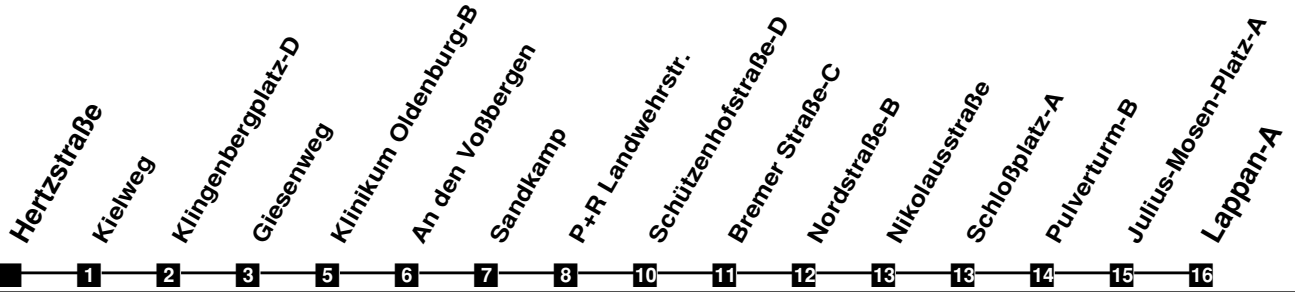 Hertzstraße
Kielweg
Klingenbergplatz-D
Giesenweg
Klinikum Oldenburg-B
An den Voßbergen
Sandkamp
P+R Landwehrstr.
Schützenhofstraße-D
Bremer Straße-C
Nordstraße-B
Nikolausstraße
Schloßplatz-A
Pulverturm-B
Julius-Mosen-Platz-A
Lappan-A
1 2 3 5 6 7 8 10 11 12 13 13 14 15 16